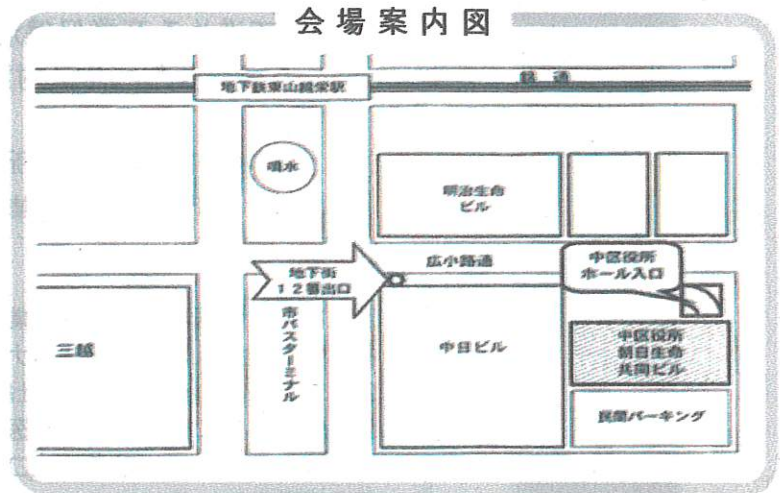 会場案内図
地下鉄東山線栄駅
錦通
噴水
明治生命
ビル
広小路通
中区役所
ホール入口
地下街
12番出口
三越
市バスターミナル
中日ビル
中区役所
朝日生命
共同ビル
民間パーキング